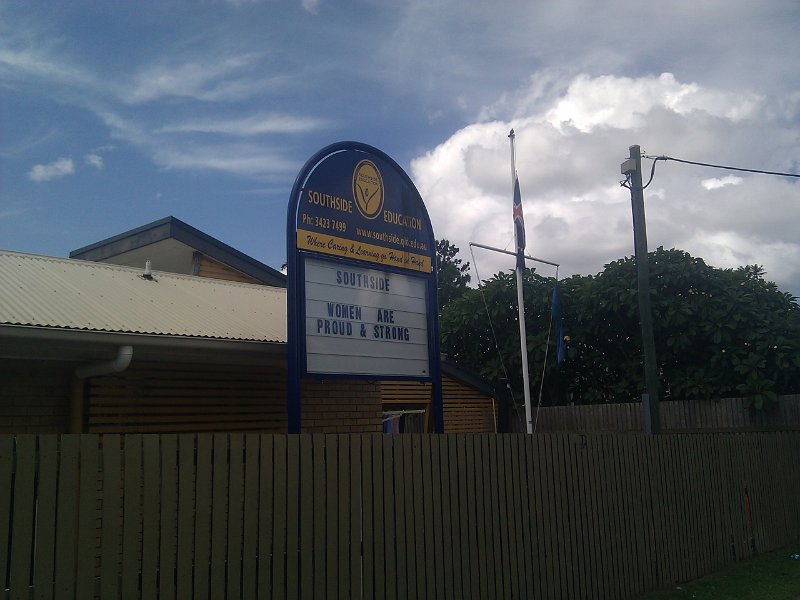 SOUTHSIDE EDUCATION
Ph: 3423 7499 www.southside.qld.edu.au
Where Caring & Learning go Hand in Hand
SOUTHSIDE
WOMEN ARE
PROUD & STRONG